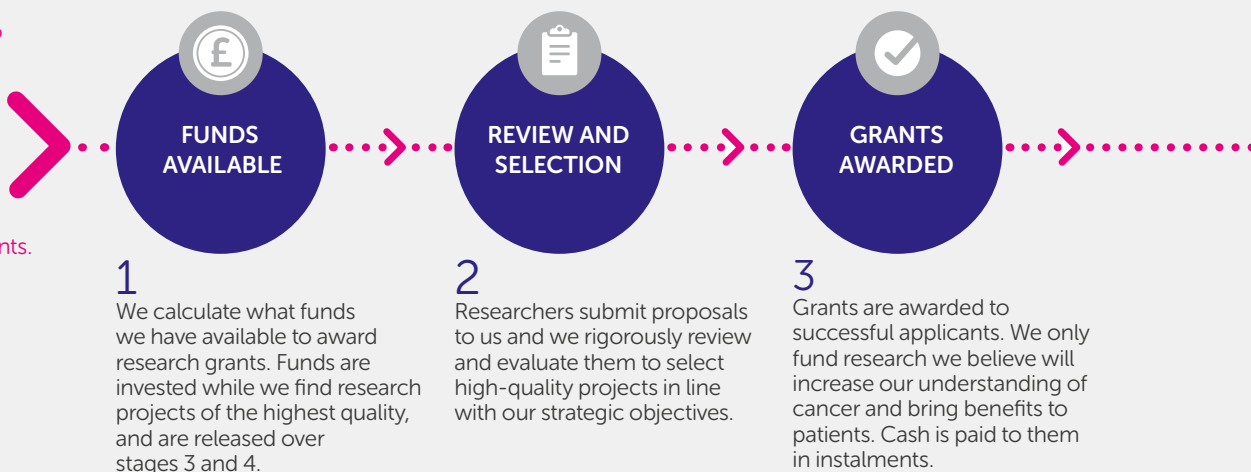 £
FUNDS
AVAILABLE
REVIEW AND
SELECTION
GRANTS
AWARDED
1
We calculate what funds
we have available to award
research grants. Funds are
invested while we find research
projects of the highest quality,
and are released over
stages 3 and 4.
2
Researchers submit proposals
to us and we rigorously review
and evaluate them to select
high-quality projects in line
with our strategic objectives.
3
Grants are awarded to
successful applicants. We only
fund research we believe will
increase our understanding of
cancer and bring benefits to
patients. Cash is paid to them
in instalments.